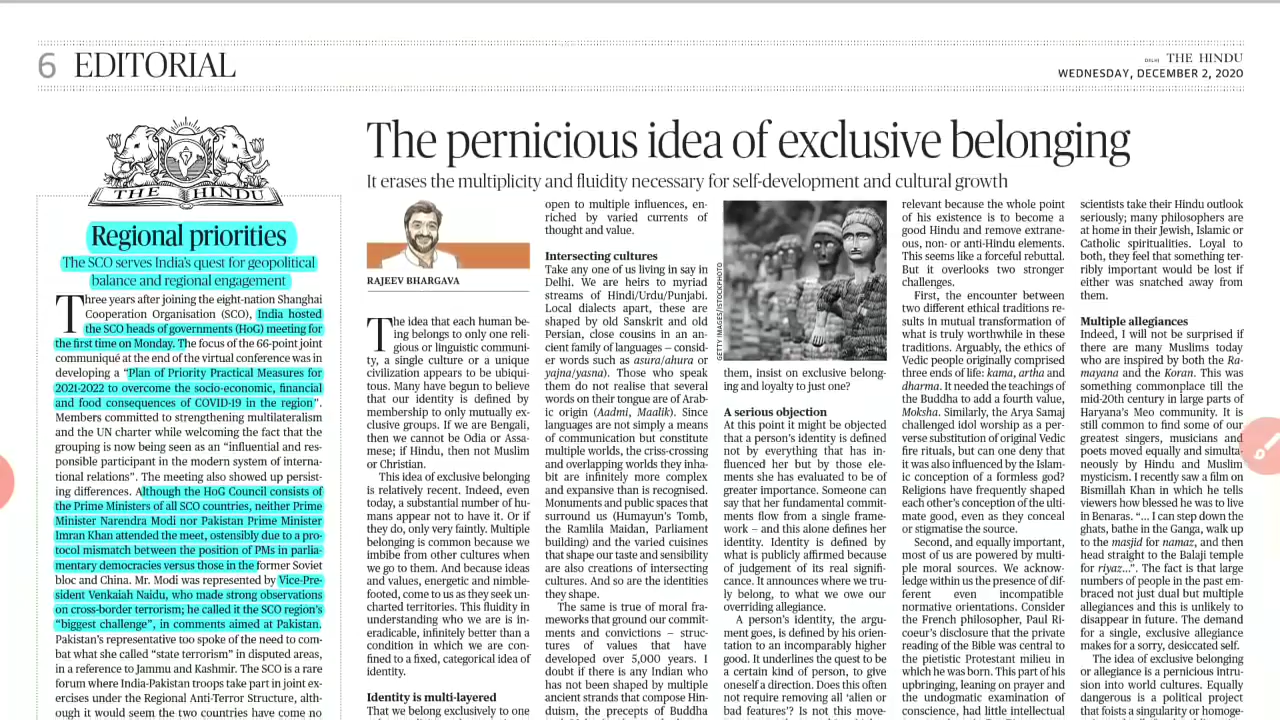 6 EDITORIAL
DELHI THE HINDU
WEDNESDAY, DECEMBER 2, 2020
THE HINDU
Regional priorities
The SCO serves India's quest for geopolitical
balance and regional engagement
Three years after joining the eight-nation Shanghai
Cooperation Organisation (SCO), India hosted
the SCO heads of governments (HoG) meeting for
the first time on Monday. The focus of the 66-point joint
communiqué at the end of the virtual conference was in
developing a “Plan of Priority Practical Measures for
2021-2022 to overcome the socio-economic, financial
and food consequences of COVID-19 in the region”.
Members committed to strengthening multilateralism
and the UN charter while welcoming the fact that the
grouping is now being seen as an “influential and res-
ponsible participant in the modern system of interna-
tional relations”. The meeting also showed up persist-
ing differences. Although the HoG Council consists of
the Prime Ministers of all SCO countries, neither Prime
Minister Narendra Modi nor Pakistan Prime Minister
Imran Khan attended the meet, ostensibly due to a pro-
tocol mismatch between the position of PMs in parlia-
mentary democracies versus those in the former Soviet
bloc and China. Mr. Modi was represented by Vice-Pre-
sident Venkaiah Naidu, who made strong observations
on cross-border terrorism; he called it the SCO region's
“biggest challenge”, in comments aimed at Pakistan.
Pakistan's representative too spoke of the need to com-
bat what she called “state terrorism” in disputed areas,
in a reference to Jammu and Kashmir. The SCO is a rare
forum where India-Pakistan troops take part in joint ex-
ercises under the Regional Anti-Terror Structure, alth-
ough it would seem the two countries have come no
The pernicious idea of exclusive belonging
It erases the multiplicity and fluidity necessary for self-development and cultural growth
RAJEEV BHARGAVA
The idea that each human be-
ing belongs to only one reli-
gious or linguistic communi-
ty, a single culture or a unique
civilization appears to be ubiqui-
tous. Many have begun to believe
that our identity is defined by
membership to only mutually ex-
clusive groups. If we are Bengali,
then we cannot be Odia or Assa-
mese; if Hindu, then not Muslim
or Christian.
This idea of exclusive belonging
is relatively recent. Indeed, even
today, a substantial number of hu-
mans appear not to have it. Or if
they do, only very faintly. Multiple
belonging is common because we
imbibe from other cultures when
we go to them. And because ideas
and values, energetic and nimble-
footed, come to us as they seek un-
charted territories. This fluidity in
understanding who we are is in-
eradicable, infinitely better than a
condition in which we are con-
fined to a fixed, categorical idea of
identity.
Identity is multi-layered
That we belong exclusively to one
open to multiple influences, en-
riched by varied currents of
thought and value.
Intersecting cultures
Take any one of us living in say in
Delhi. We are heirs to myriad
streams of Hindi/Urdu/Punjabi.
Local dialects apart, these are
shaped by old Sanskrit and old
Persian, close cousins in an an-
cient family of languages — consid-
er words such as asura/ahura or
yajna/yasna). Those who speak
them do not realise that several
words on their tongue are of Arab-
ic origin (Aadmi, Maalik). Since
languages are not simply a means
of communication but constitute
multiple worlds, the criss-crossing
and overlapping worlds they inha-
bit are infinitely more complex
and expansive than is recognised.
Monuments and public spaces that
surround us (Humayun's Tomb,
the Ramlila Maidan, Parliament
building) and the varied cuisines
that shape our taste and sensibility
are also creations of intersecting
cultures. And so are the identities
they shape.
The same is true of moral fra-
meworks that ground our commit-
ments and convictions — struc-
tures of values that have
developed over 5,000 years. I
doubt if there is any Indian who
has not been shaped by multiple
ancient strands that compose Hin-
duism, the precepts of Buddha
GETTY IMAGES/ISTOCKPHOTO
them, insist on exclusive belong-
ing and loyalty to just one?
A serious objection
At this point it might be objected
that a person's identity is defined
not by everything that has in-
fluenced her but by those ele-
ments she has evaluated to be of
greater importance. Someone can
say that her fundamental commit-
ments flow from a single frame-
work — and this alone defines her
identity. Identity is defined by
what is publicly affirmed because
of judgement of its real signifi-
cance. It announces where we tru-
ly belong, to what we owe our
overriding allegiance.
A person's identity, the argu-
ment goes, is defined by his orien-
tation to an incomparably higher
good. It underlines the quest to be
a certain kind of person, to give
oneself a direction. Does this often
not require removing all ‘alien or
bad features’? Is not this move-
relevant because the whole point
of his existence is to become a
good Hindu and remove extrane-
ous, non- or anti-Hindu elements.
This seems like a forceful rebuttal.
But it overlooks two stronger
challenges.
First, the encounter between
two different ethical traditions re-
sults in mutual transformation of
what is truly worthwhile in these
traditions. Arguably, the ethics of
Vedic people originally comprised
three ends of life: kama, artha and
dharma. It needed the teachings of
the Buddha to add a fourth value,
Moksha. Similarly, the Arya Samaj
challenged idol worship as a per-
verse substitution of original Vedic
fire rituals, but can one deny that
it was also influenced by the Islam-
ic conception of a formless god?
Religions have frequently shaped
each other's conception of the ulti-
mate good, even as they conceal
or stigmatise the source.
Second, and equally important,
most of us are powered by multi-
ple moral sources. We acknow-
ledge within us the presence of dif-
ferent even incompatible
normative orientations. Consider
the French philosopher, Paul Ri-
coeur's disclosure that the private
reading of the Bible was central to
the pietistic Protestant milieu in
which he was born. This part of his
upbringing, leaning on prayer and
the undogmatic examination of
conscience, had little intellectual
scientists take their Hindu outlook
seriously; many philosophers are
at home in their Jewish, Islamic or
Catholic spiritualities. Loyal to
both, they feel that something ter-
ribly important would be lost if
either was snatched away from
them.
Multiple allegiances
Indeed, I will not be surprised if
there are many Muslims today
who are inspired by both the Ra-
mayana and the Koran. This was
something commonplace till the
mid-20th century in large parts of
Haryana's Meo community. It is
still common to find some of our
greatest singers, musicians and
poets moved equally and simulta-
neously by Hindu and Muslim
mysticism. I recently saw a film on
Bismillah Khan in which he tells
viewers how blessed he was to live
in Benaras. “... I can step down the
ghats, bathe in the Ganga, walk up
to the masjid for namaz, and then
head straight to the Balaji temple
for riyaz...”. The fact is that large
numbers of people in the past em-
braced not just dual but multiple
allegiances and this is unlikely to
disappear in future. The demand
for a single, exclusive allegiance
makes for a sorry, desiccated self.
The idea of exclusive belonging
or allegiance is a pernicious intru-
sion into world cultures. Equally
dangerous is a political project
that foists a singularity or homoge-